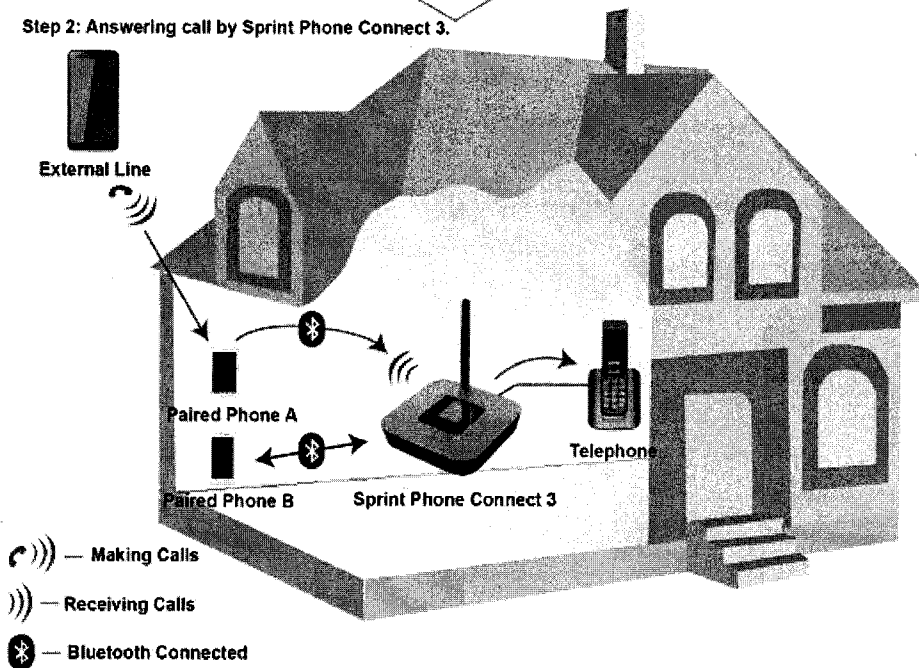 Step 2: Answering call by Sprint Phone Connect 3.
External Line
Paired Phone A
Telephone
Paired Phone B
Sprint Phone Connect 3
— Making Calls
— Receiving Calls
— Bluetooth Connected